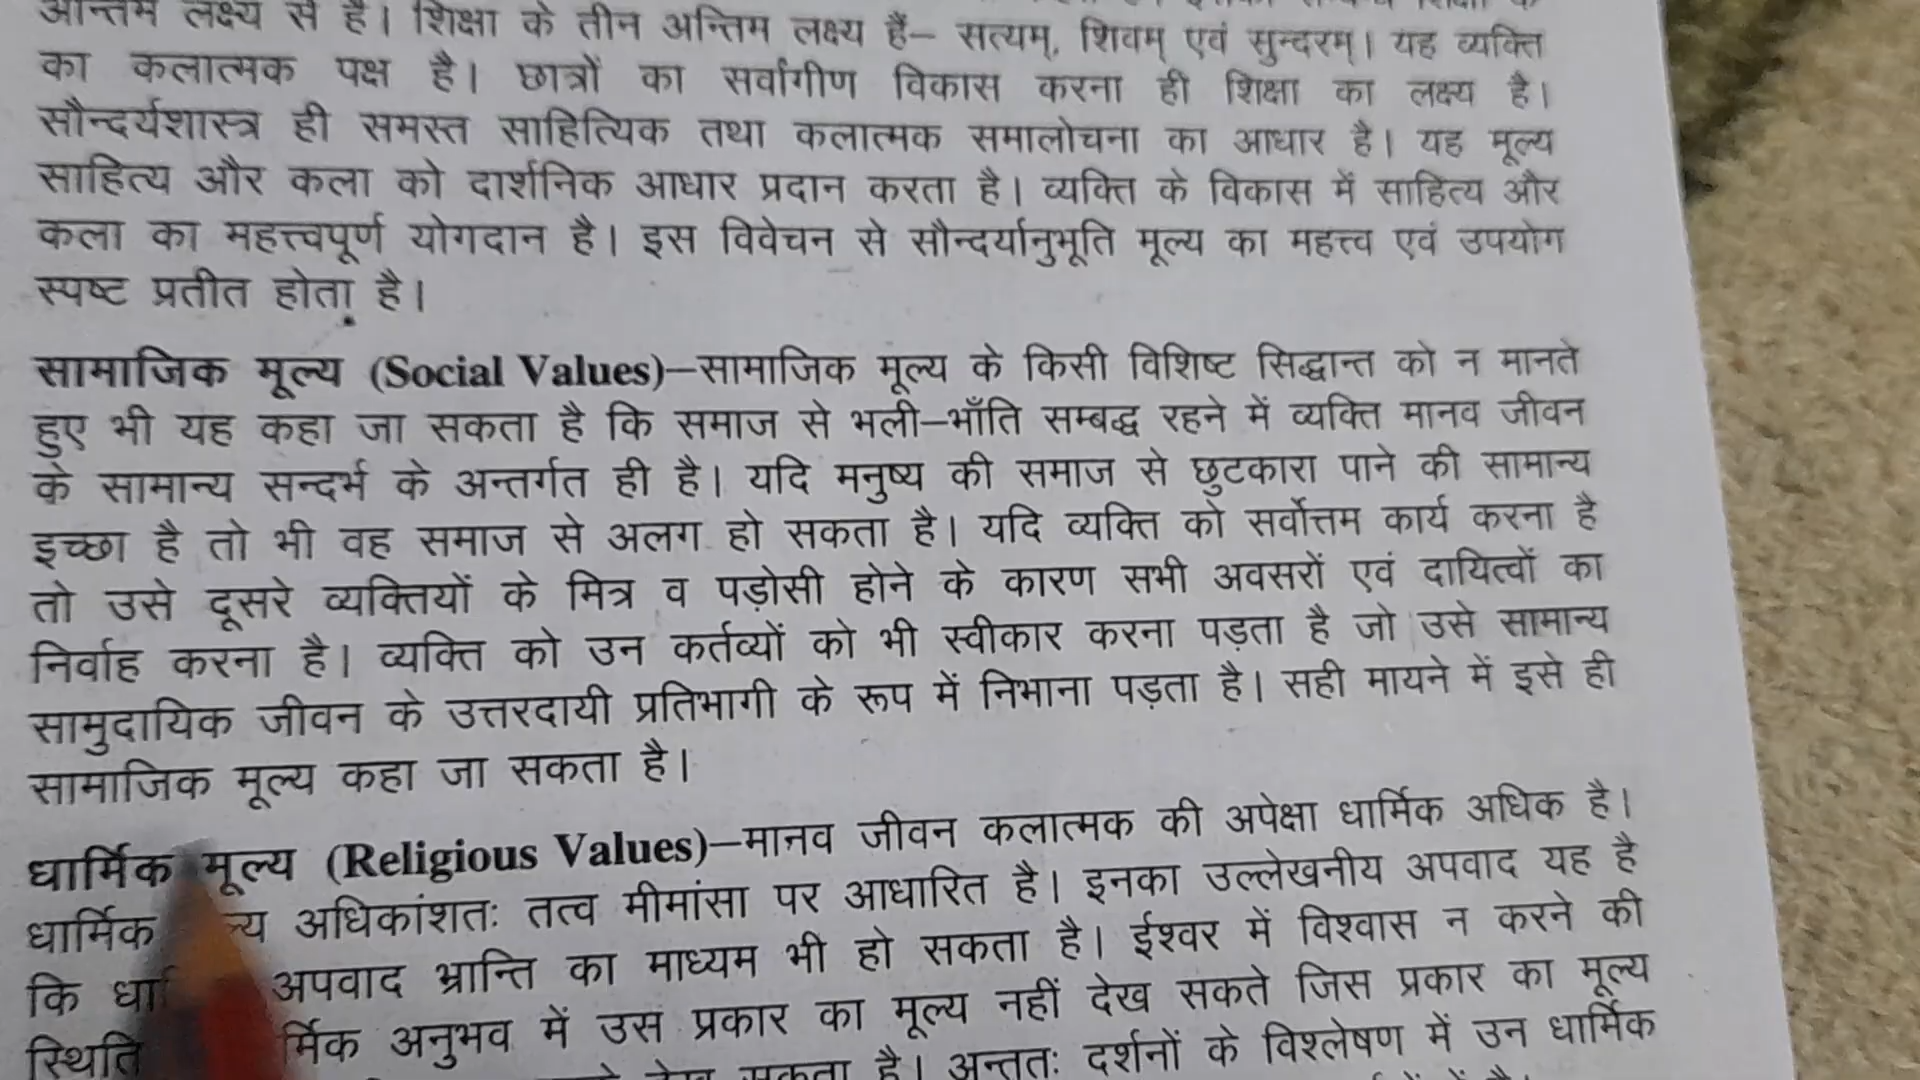 अन्तिम लक्ष्य से है। शिक्षा के तीन अन्तिम लक्ष्य हैं– सत्यम्, शिवम् एवं सुन्दरम्। यह व्यक्ति
का कलात्मक पक्ष है। छात्रों का सर्वांगीण विकास करना ही शिक्षा का लक्ष्य है।
सौन्दर्यशास्त्र ही समस्त साहित्यिक तथा कलात्मक समालोचना का आधार है। यह मूल्य
साहित्य और कला को दार्शनिक आधार प्रदान करता है। व्यक्ति के विकास में साहित्य और
कला का महत्त्वपूर्ण योगदान है। इस विवेचन से सौन्दर्यानुभूति मूल्य का महत्त्व एवं उपयोग
स्पष्ट प्रतीत होता है।
सामाजिक मूल्य (Social Values)–सामाजिक मूल्य के किसी विशिष्ट सिद्धान्त को न मानते
हुए भी यह कहा जा सकता है कि समाज से भली–भाँति सम्बद्ध रहने में व्यक्ति मानव जीवन
के सामान्य सन्दर्भ के अन्तर्गत ही है। यदि मनुष्य की समाज से छुटकारा पाने की सामान्य
इच्छा है तो भी वह समाज से अलग हो सकता है। यदि व्यक्ति को सर्वोत्तम कार्य करना है
तो उसे दूसरे व्यक्तियों के मित्र व पड़ोसी होने के कारण सभी अवसरों एवं दायित्वों का
निर्वाह करना है। व्यक्ति को उन कर्तव्यों को भी स्वीकार करना पड़ता है जो उसे सामान्य
सामुदायिक जीवन के उत्तरदायी प्रतिभागी के रूप में निभाना पड़ता है। सही मायने में इसे ही
सामाजिक मूल्य कहा जा सकता है।
धार्मिक मूल्य (Religious Values)–मानव जीवन कलात्मक की अपेक्षा धार्मिक अधिक है।
धार्मिक अधिकांशतः तत्व मीमांसा पर आधारित है। इनका उल्लेखनीय अपवाद यह है
कि अपवाद भ्रान्ति का माध्यम भी हो सकता है। ईश्वर में विश्वास न करने की
स्थिति अनुभव में उस प्रकार का मूल्य नहीं देख सकते जिस प्रकार का मूल्य
सकता है। अन्ततः दर्शनों के विश्लेषण में उन धार्मिक